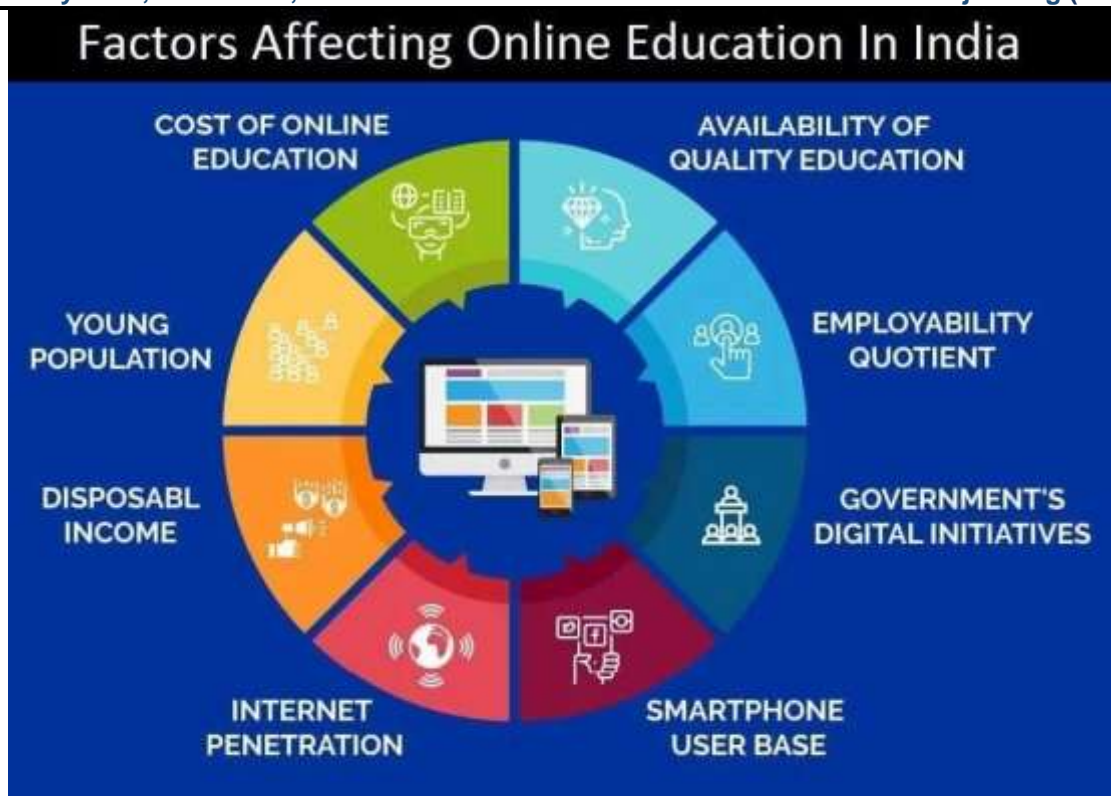 Factors Affecting Online Education In India
COST OF ONLINE
EDUCATION
AVAILABILITY OF
QUALITY EDUCATION
YOUNG
POPULATION
EMPLOYABILITY
QUOTIENT
DISPOSABL
INCOME
GOVERNMENT'S
DIGITAL INITIATIVES
INTERNET
PENETRATION
SMARTPHONE
USER BASE